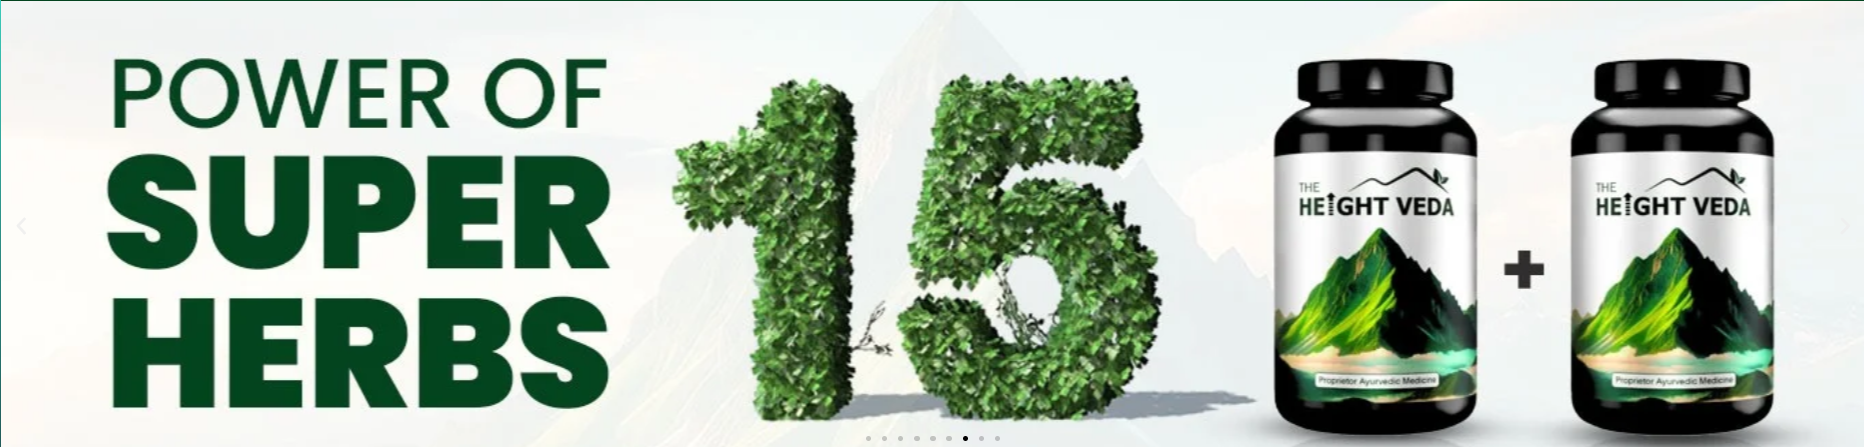 POWER OF
SUPER
HERBS
15
THE
HEIGHT VEDA
Proprietor Ayurvedic Medicine
+
THE
HEIGHT VEDA
Proprietor Ayurvedic Medicine